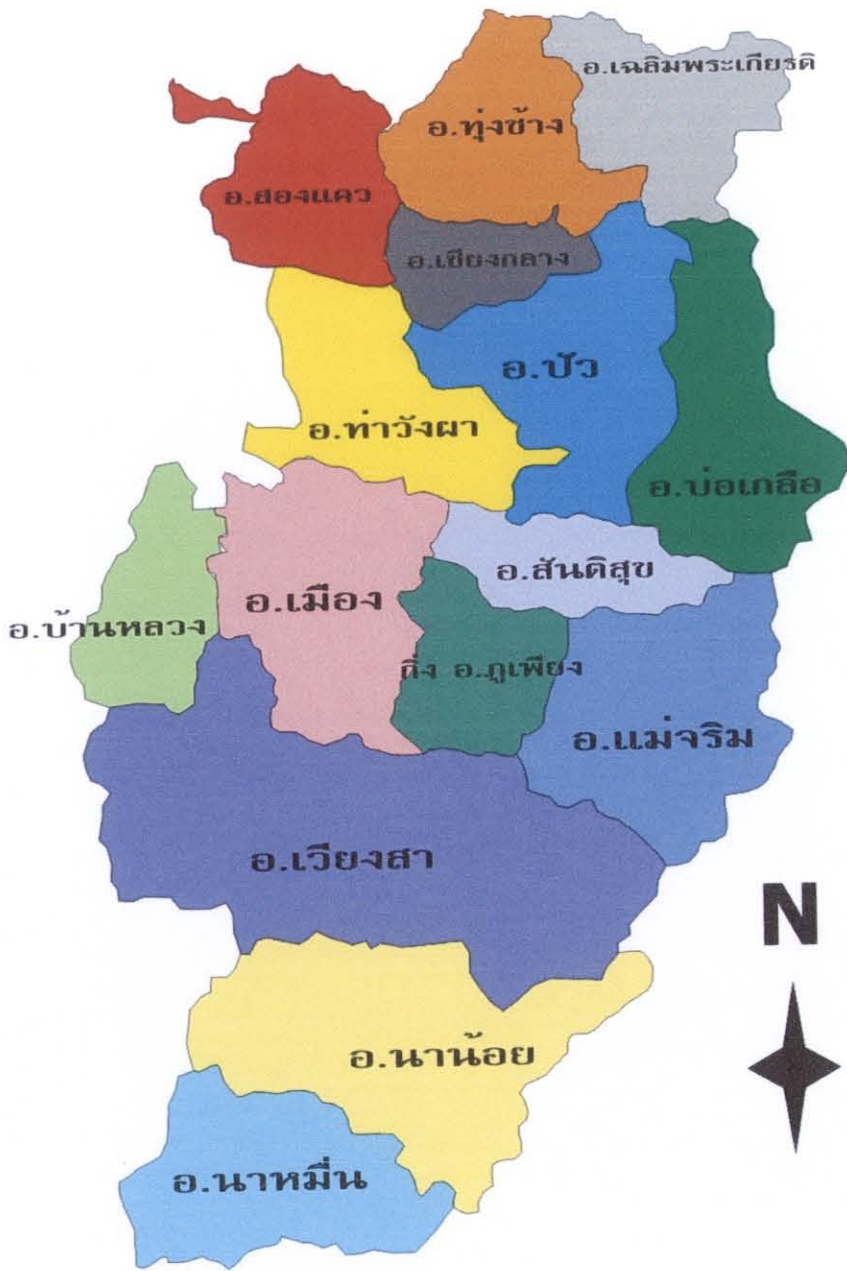 อ.เฉลิมพระเกียรติ
อ.ทุ่งช้าง
อ.สองแคว
อ.เชียงกลาง
อ.ปัว
อ.ท่าวังผา
อ.บ่อเกลือ
อ.สันติสุข
อ.เมือง
อ.บ้านหลวง
กิ่ง อ.ภูเพียง
อ.แม่จริม
อ.เวียงสา
N
อ.นาน้อย
อ.นาหมื่น